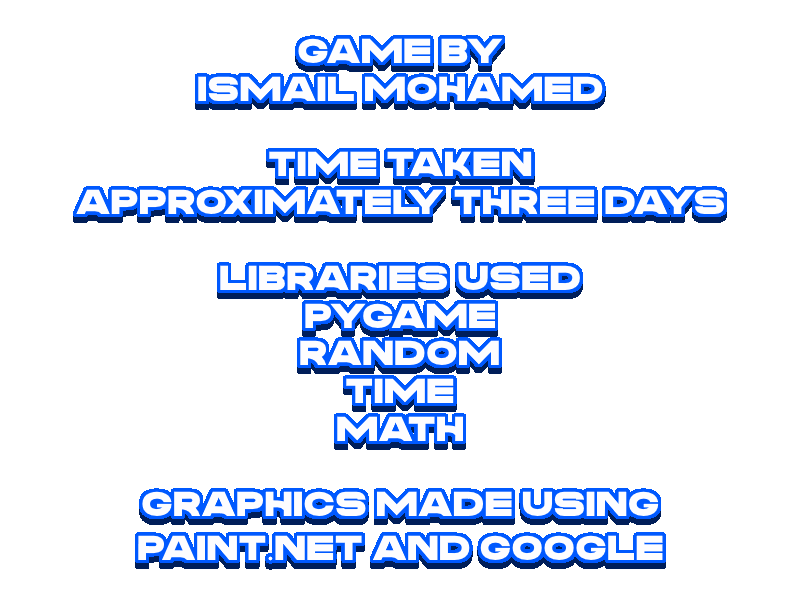 GAME BY
ISMAIL MOHAMED
TIME TAKEN
APPROXIMATELY THREE DAYS
LIBRARIES USED
PYGAME
RANDOM
TIME
MATH
GRAPHICS MADE USING
PAINT.NET AND GOOGLE